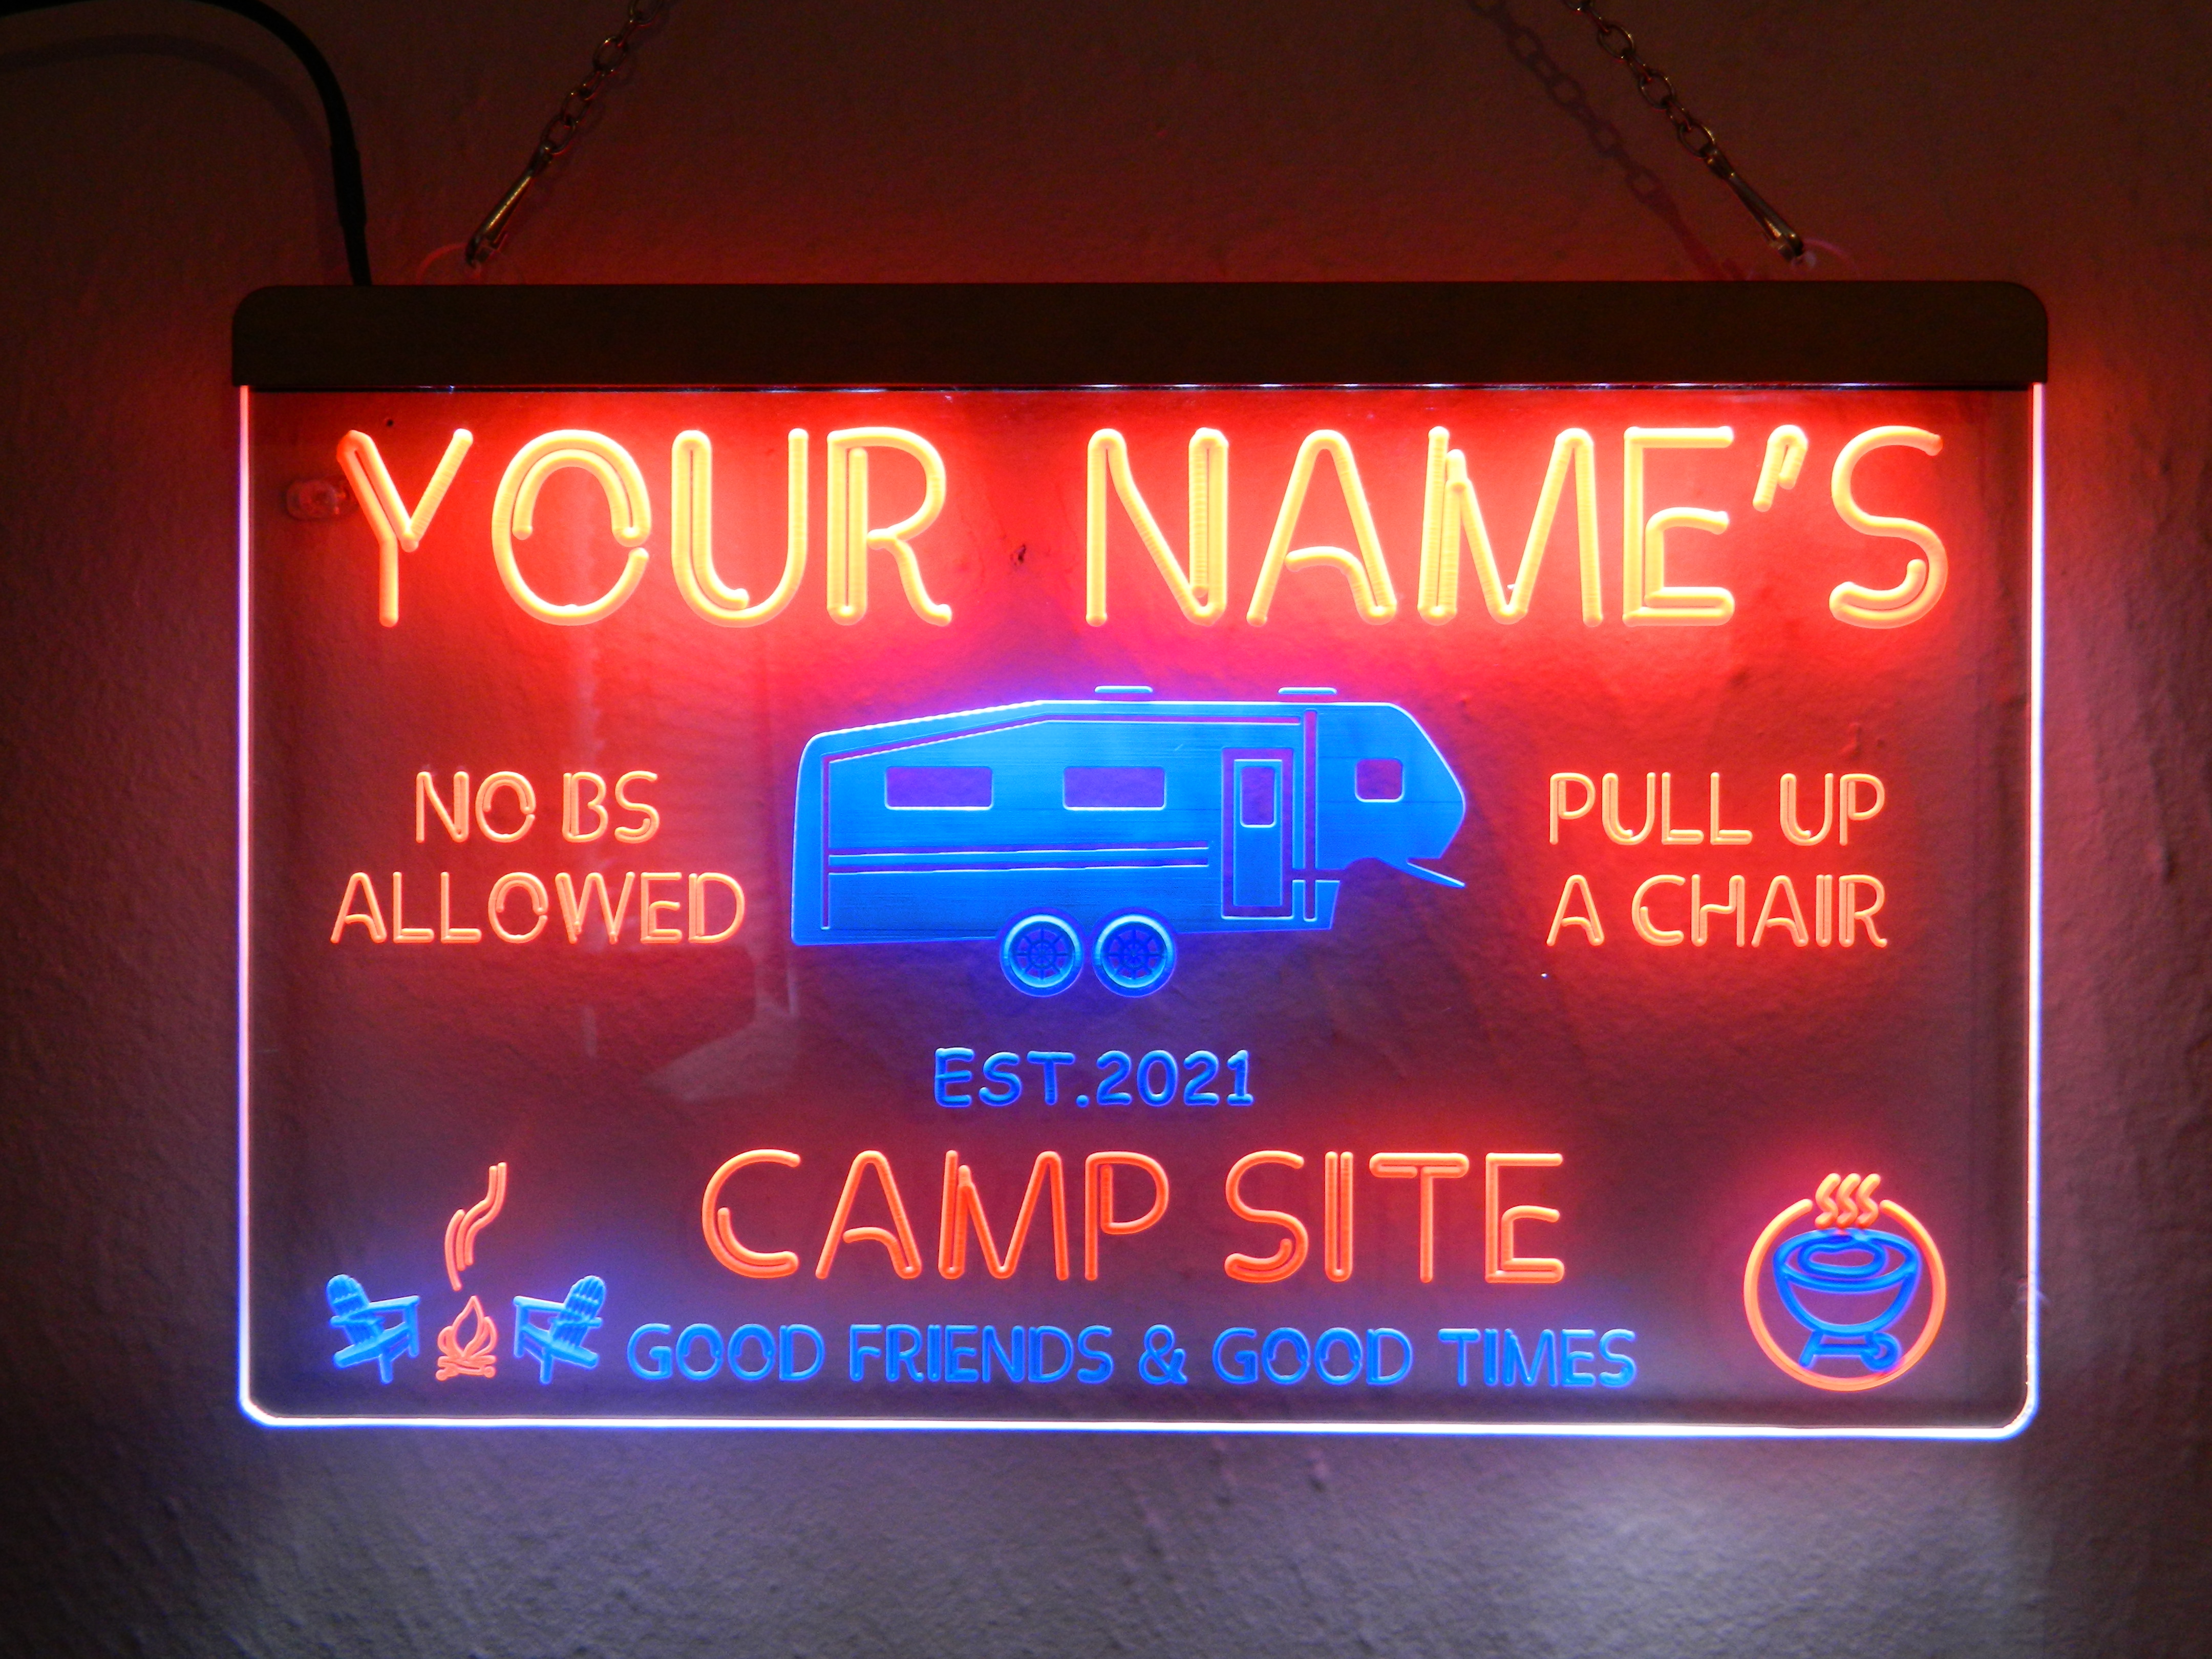 YOUR NAME'S
NO BS
ALLOWED
PULL UP
A CHAIR
EST.2021
CAMP SITE
GOOD FRIENDS & GOOD TIMES